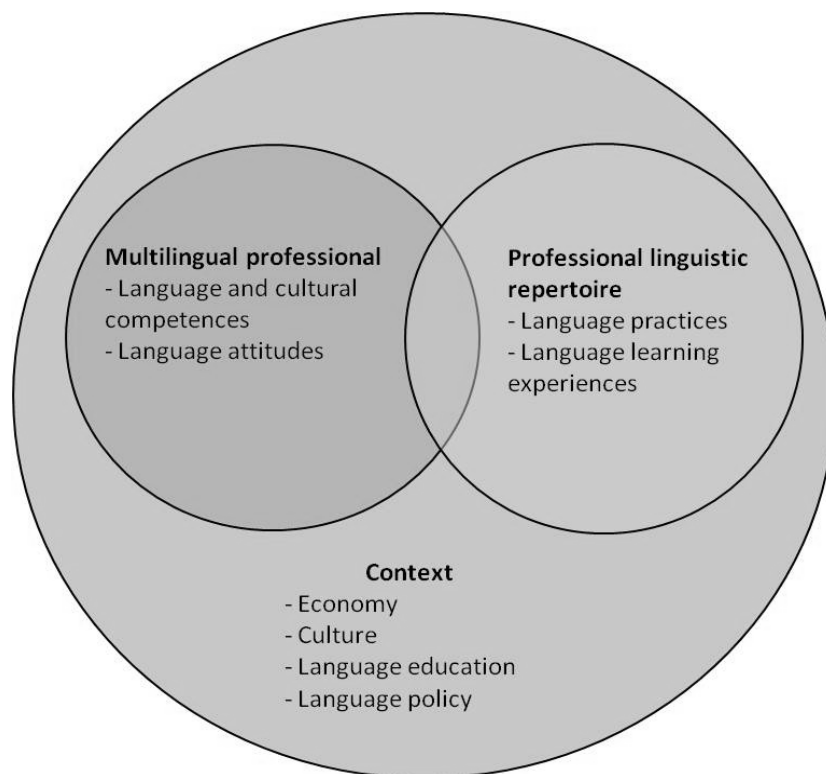 Multilingual professional
- Language and cultural
competences
- Language attitudes
Professional linguistic
repertoire
- Language practices
- Language learning
experiences
Context
- Economy
- Culture
- Language education
- Language policy